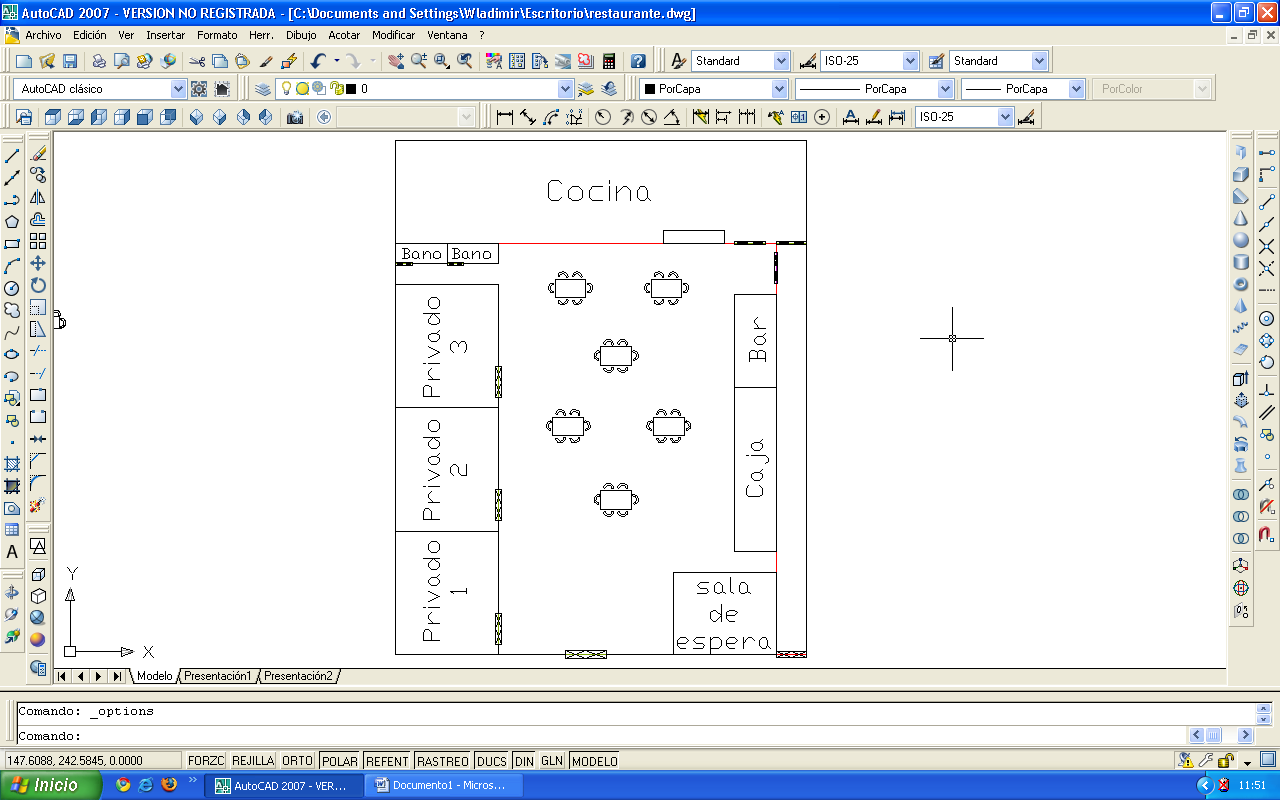 AutoCAD 2007 - VERSION NO REGISTRADA - [C:\Documents and Settings\Wladimir\Escritorio\restaurante.dwg]
Archivo Edición Ver Insertar Formato Herr. Dibujo Acotar Modificar Ventana ?
Standard ISO-25 Standard
AutoCAD clásico 0 PorCapa PorCapa PorCapa PorColor
ISO-25
Cocina
Bano Bano
Privado 3
Bar
Privado 2
Caja
Privado 1
sala
de
espera
Y
X
A
Modelo Presentación1 Presentación2
Comando: _options
Comando:
147.6088, 242.5845, 0.0000 FORZC REJILLA ORTO POLAR REFENT RASTREO QUCS DIN GLN MODELO
Inicio AutoCAD 2007 - VER... Documento1 - Micros... 11:51